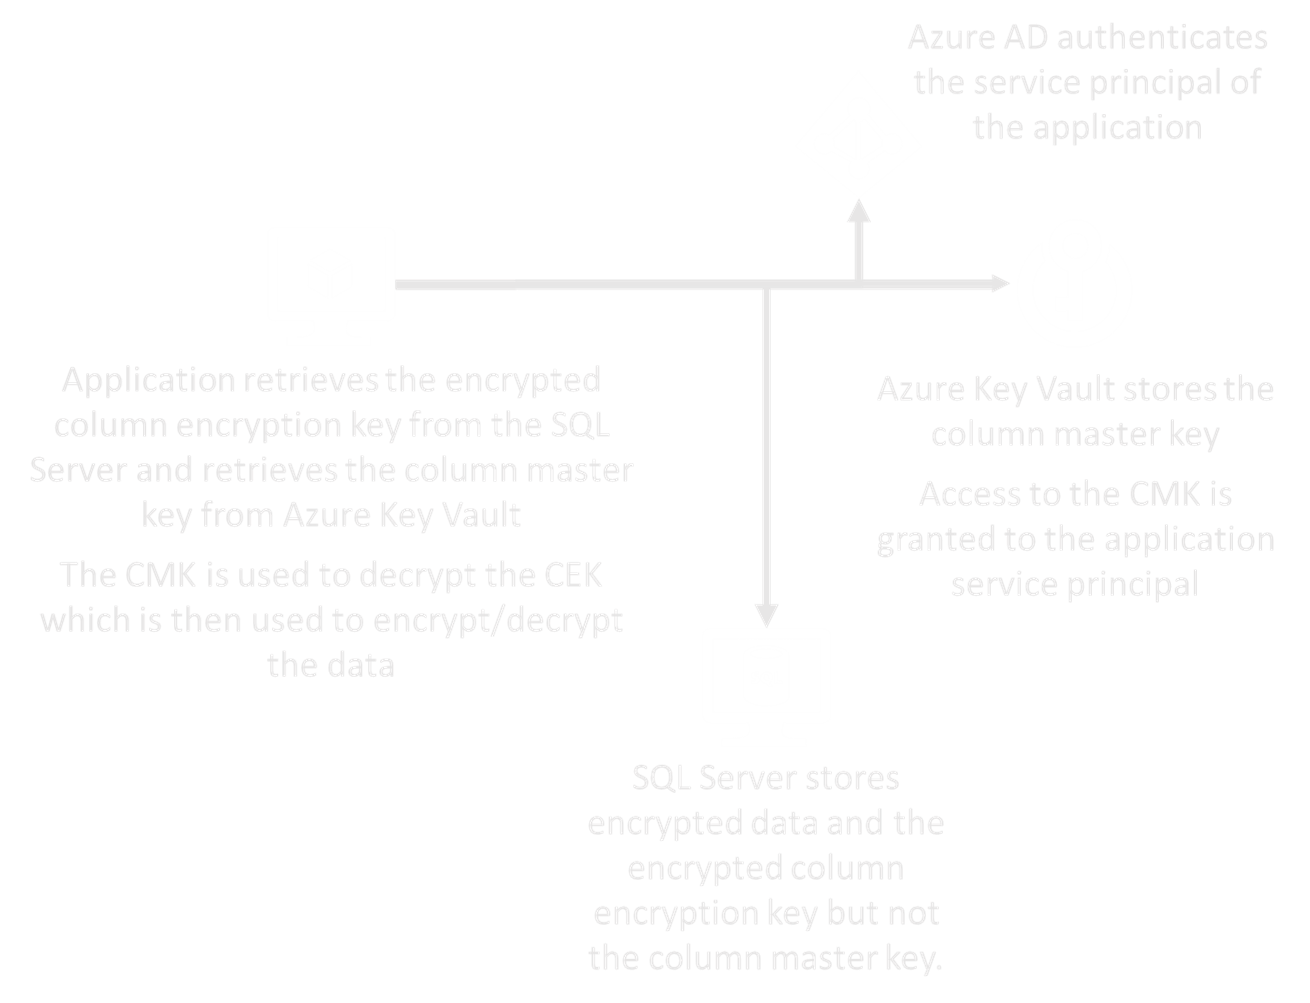 Azure AD authenticates
the service principal of
the application
Application retrieves the encrypted
column encryption key from the SQL
Server and retrieves the column master
key from Azure Key Vault
The CMK is used to decrypt the CEK
which is then used to encrypt/decrypt
the data
Azure Key Vault stores the
column master key
Access to the CMK is
granted to the application
service principal
SQL Server stores
encrypted data and the
encrypted column
encryption key but not
the column master key.